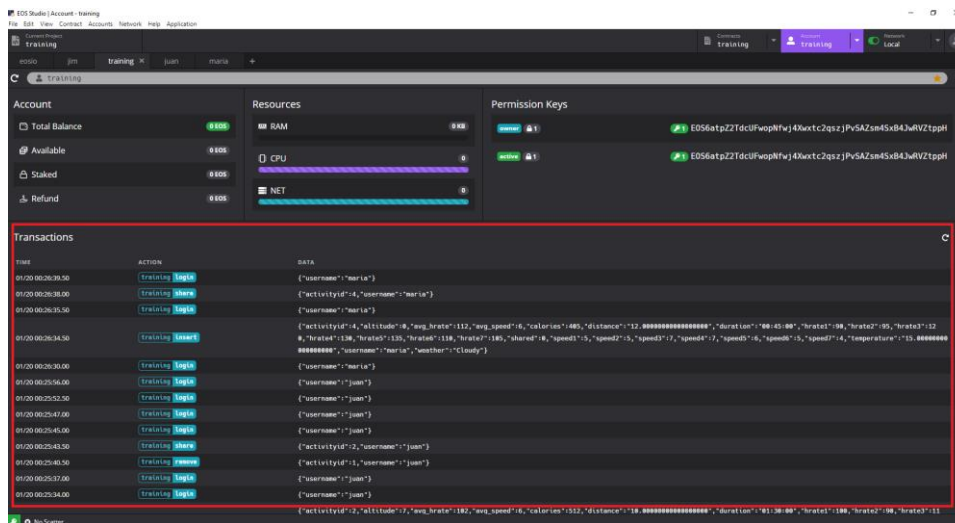 EOS Studio | Account - training
File Edit View Contract Accounts Network Help Application
Current Project
training
Contracts
training
Account
training
Network
Local
eosio jim training × juan maria +
training
Account
Total Balance 0 EOS
Available 0 EOS
Staked 0 EOS
Refund 0 EOS
Resources
RAM 0 KB
CPU 0
NET 0
Permission Keys
owner 1
active 1
Transactions
TIME ACTION DATA
01/20 00:26:39.50 training login {"username":"maria"}
01/20 00:26:38.00 training share {"activityid":4,"username":"maria"}
01/20 00:26:35.50 training login {"username":"maria"}
{"activityid":4,"altitude":0,"avg_hrate":112,"avg_speed":6,"calories":405,"distance":"12.00000000000000000","duration":"00:45:00","hrate1":90,"hrate2":95,"hrate3":12
01/20 00:26:34.50 training insert 0,"hrate4":130,"hrate5":135,"hrate6":110,"hrate7":105,"shared":0,"speed1":5,"speed2":5,"speed3":7,"speed4":7,"speed5":6,"speed6":5,"speed7":4,"temperature":"15.00000000
000000000","username":"maria","weather":"Cloudy"}
01/20 00:26:30.00 training login {"username":"maria"}
01/20 00:25:56.00 training login {"username":"juan"}
01/20 00:25:52.50 training login {"username":"juan"}
01/20 00:25:47.00 training login {"username":"juan"}
01/20 00:25:45.00 training login {"username":"juan"}
01/20 00:25:43.50 training share {"activityid":2,"username":"juan"}
01/20 00:25:40.50 training remove {"activityid":1,"username":"juan"}
01/20 00:25:37.00 training login {"username":"juan"}
01/20 00:25:34.00 training login {"username":"juan"}
{"activityid":2,"altitude":7,"avg_hrate":102,"avg_speed":6,"calories":512,"distance":"10.00000000000000000","duration":"01:30:00","hrate1":100,"hrate2":90,"hrate3":11
No Scatter